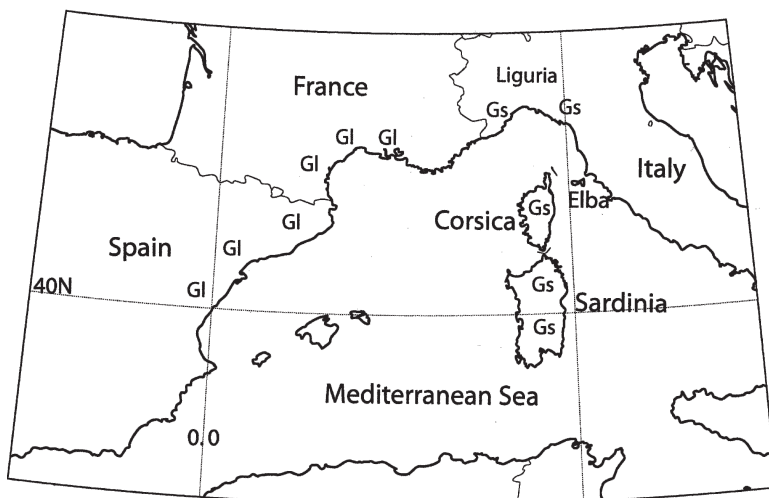 Liguria
France
Gs Gs
Gl Gl
Gl
Italy
Elba
Gs
Corsica
Gl
Spain
Gl
40N
Gl
Gs
Sardinia
Gs
Mediterranean Sea
0.0